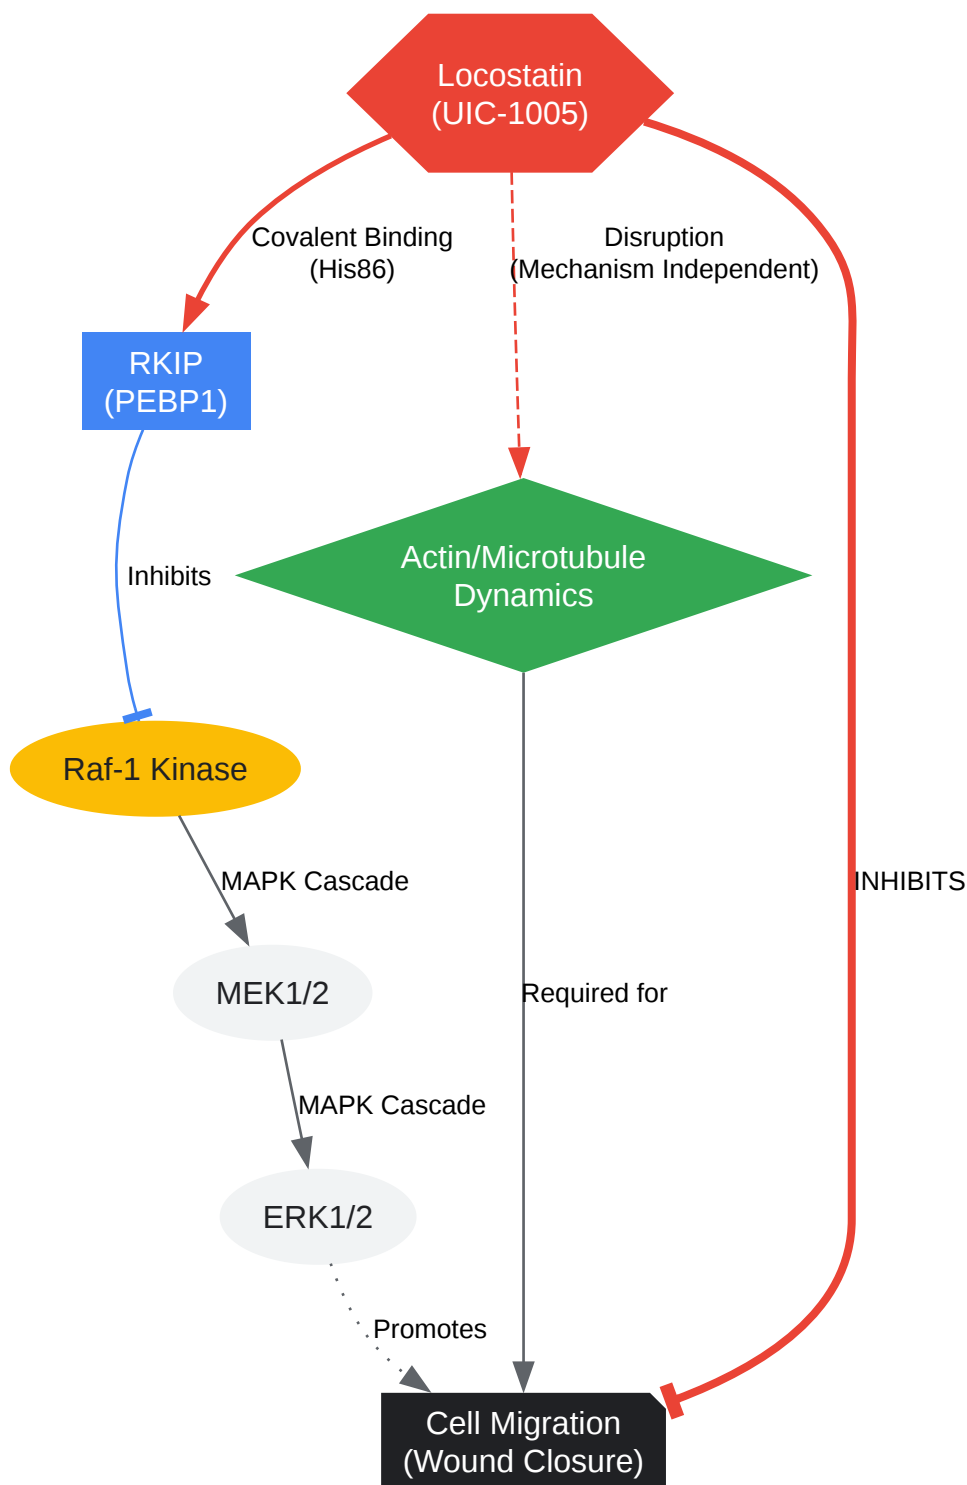 Locostatin
(UIC-1005)
Covalent Binding
(His86)
Disruption
(Mechanism Independent)
RKIP
(PEBP1)
Inhibits
Actin/Microtubule
Dynamics
Raf-1 Kinase
MAPK Cascade
INHIBITS
MEK1/2
Required for
MAPK Cascade
ERK1/2
Promotes
Cell Migration
(Wound Closure)